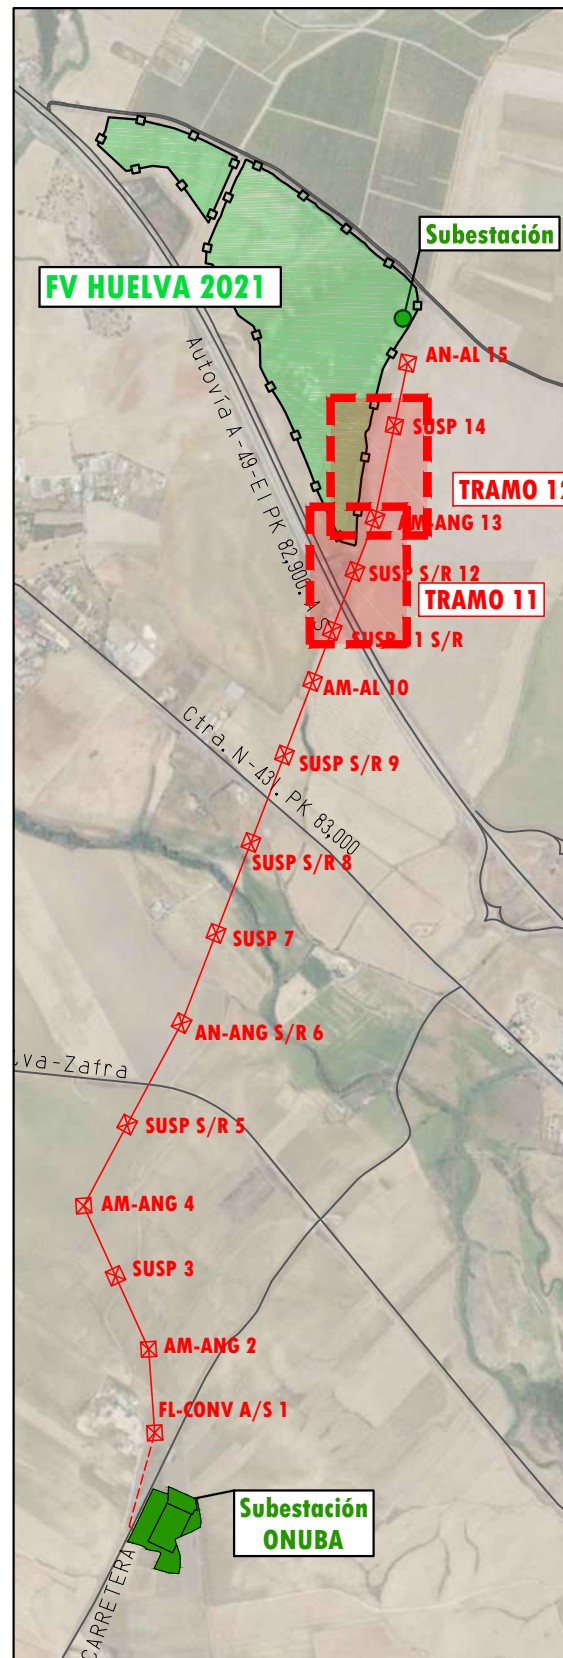 Subestación
FV HUELVA 2021
AN-AL 15
Autovía A-49-El PK 82,900. A S
SUSP 14
TRAMO 12
AM-ANG 13
SUSP S/R 12
TRAMO 11
SUSP 11 S/R
AM-AL 10
Ctra. N-431. PK 83,000
SUSP S/R 9
SUSP S/R 8
SUSP 7
AN-ANG S/R 6
lva-Zafra
SUSP S/R 5
AM-ANG 4
SUSP 3
AM-ANG 2
FL-CONV A/S 1
Subestación
ONUBA
CARRETERA